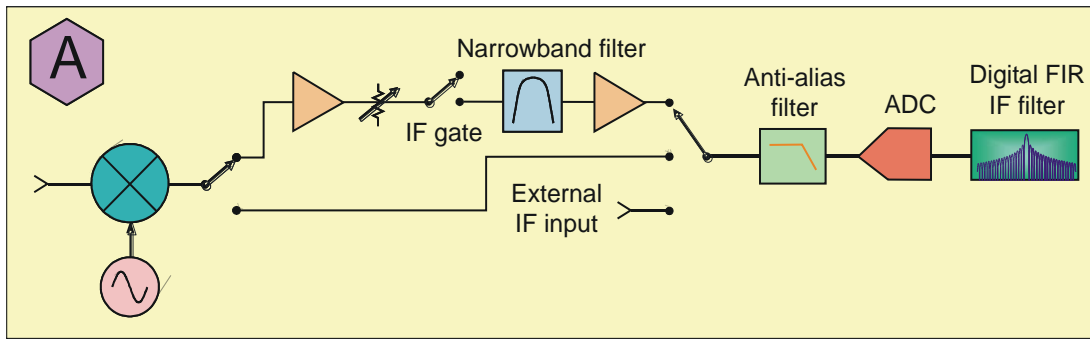 A
Narrowband filter
IF gate
External
IF input
Anti-alias
filter
ADC
Digital FIR
IF filter